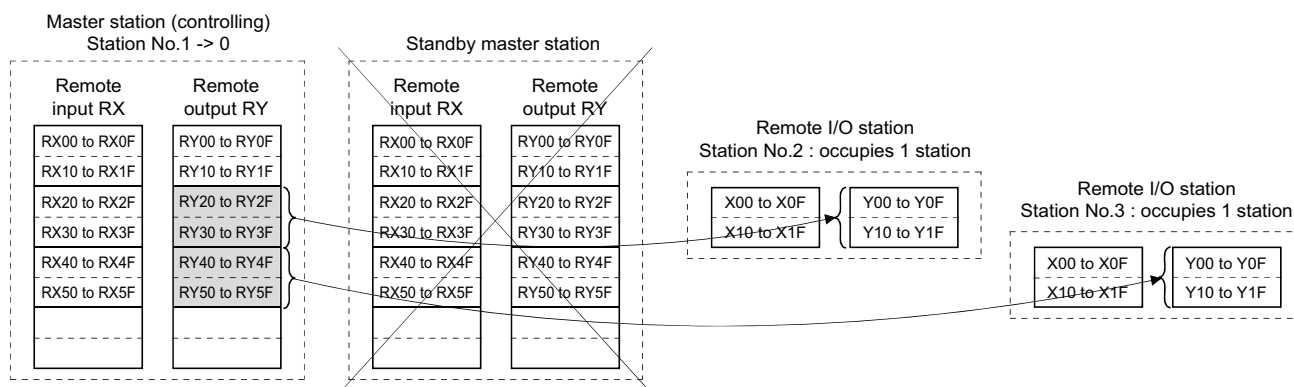 Master station (controlling)
Station No.1 -> 0
Remote
input RX
Remote
output RY
RX00 to RX0F
RY00 to RY0F
RX10 to RX1F
RY10 to RY1F
RX20 to RX2F
RY20 to RY2F
RX30 to RX3F
RY30 to RY3F
RX40 to RX4F
RY40 to RY4F
RX50 to RX5F
RY50 to RY5F
Standby master station
Remote
input RX
Remote
output RY
RX00 to RX0F
RY00 to RY0F
RX10 to RX1F
RY10 to RY1F
RX20 to RX2F
RY20 to RY2F
RX30 to RX3F
RY30 to RY3F
RX40 to RX4F
RY40 to RY4F
RX50 to RX5F
RY50 to RY5F
Remote I/O station
Station No.2 : occupies 1 station
X00 to X0F
Y00 to Y0F
X10 to X1F
Y10 to Y1F
Remote I/O station
Station No.3 : occupies 1 station
X00 to X0F
Y00 to Y0F
X10 to X1F
Y10 to Y1F